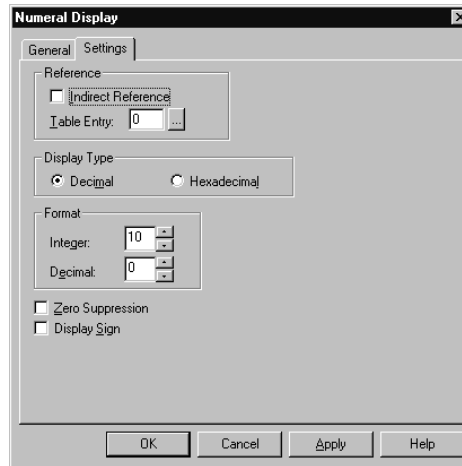 Numeral Display
General Settings
Reference
Indirect Reference
Table Entry: 0 ...
Display Type
Decimal Hexadecimal
Format
Integer: 10
Decimal: 0
Zero Suppression
Display Sign
OK Cancel Apply Help